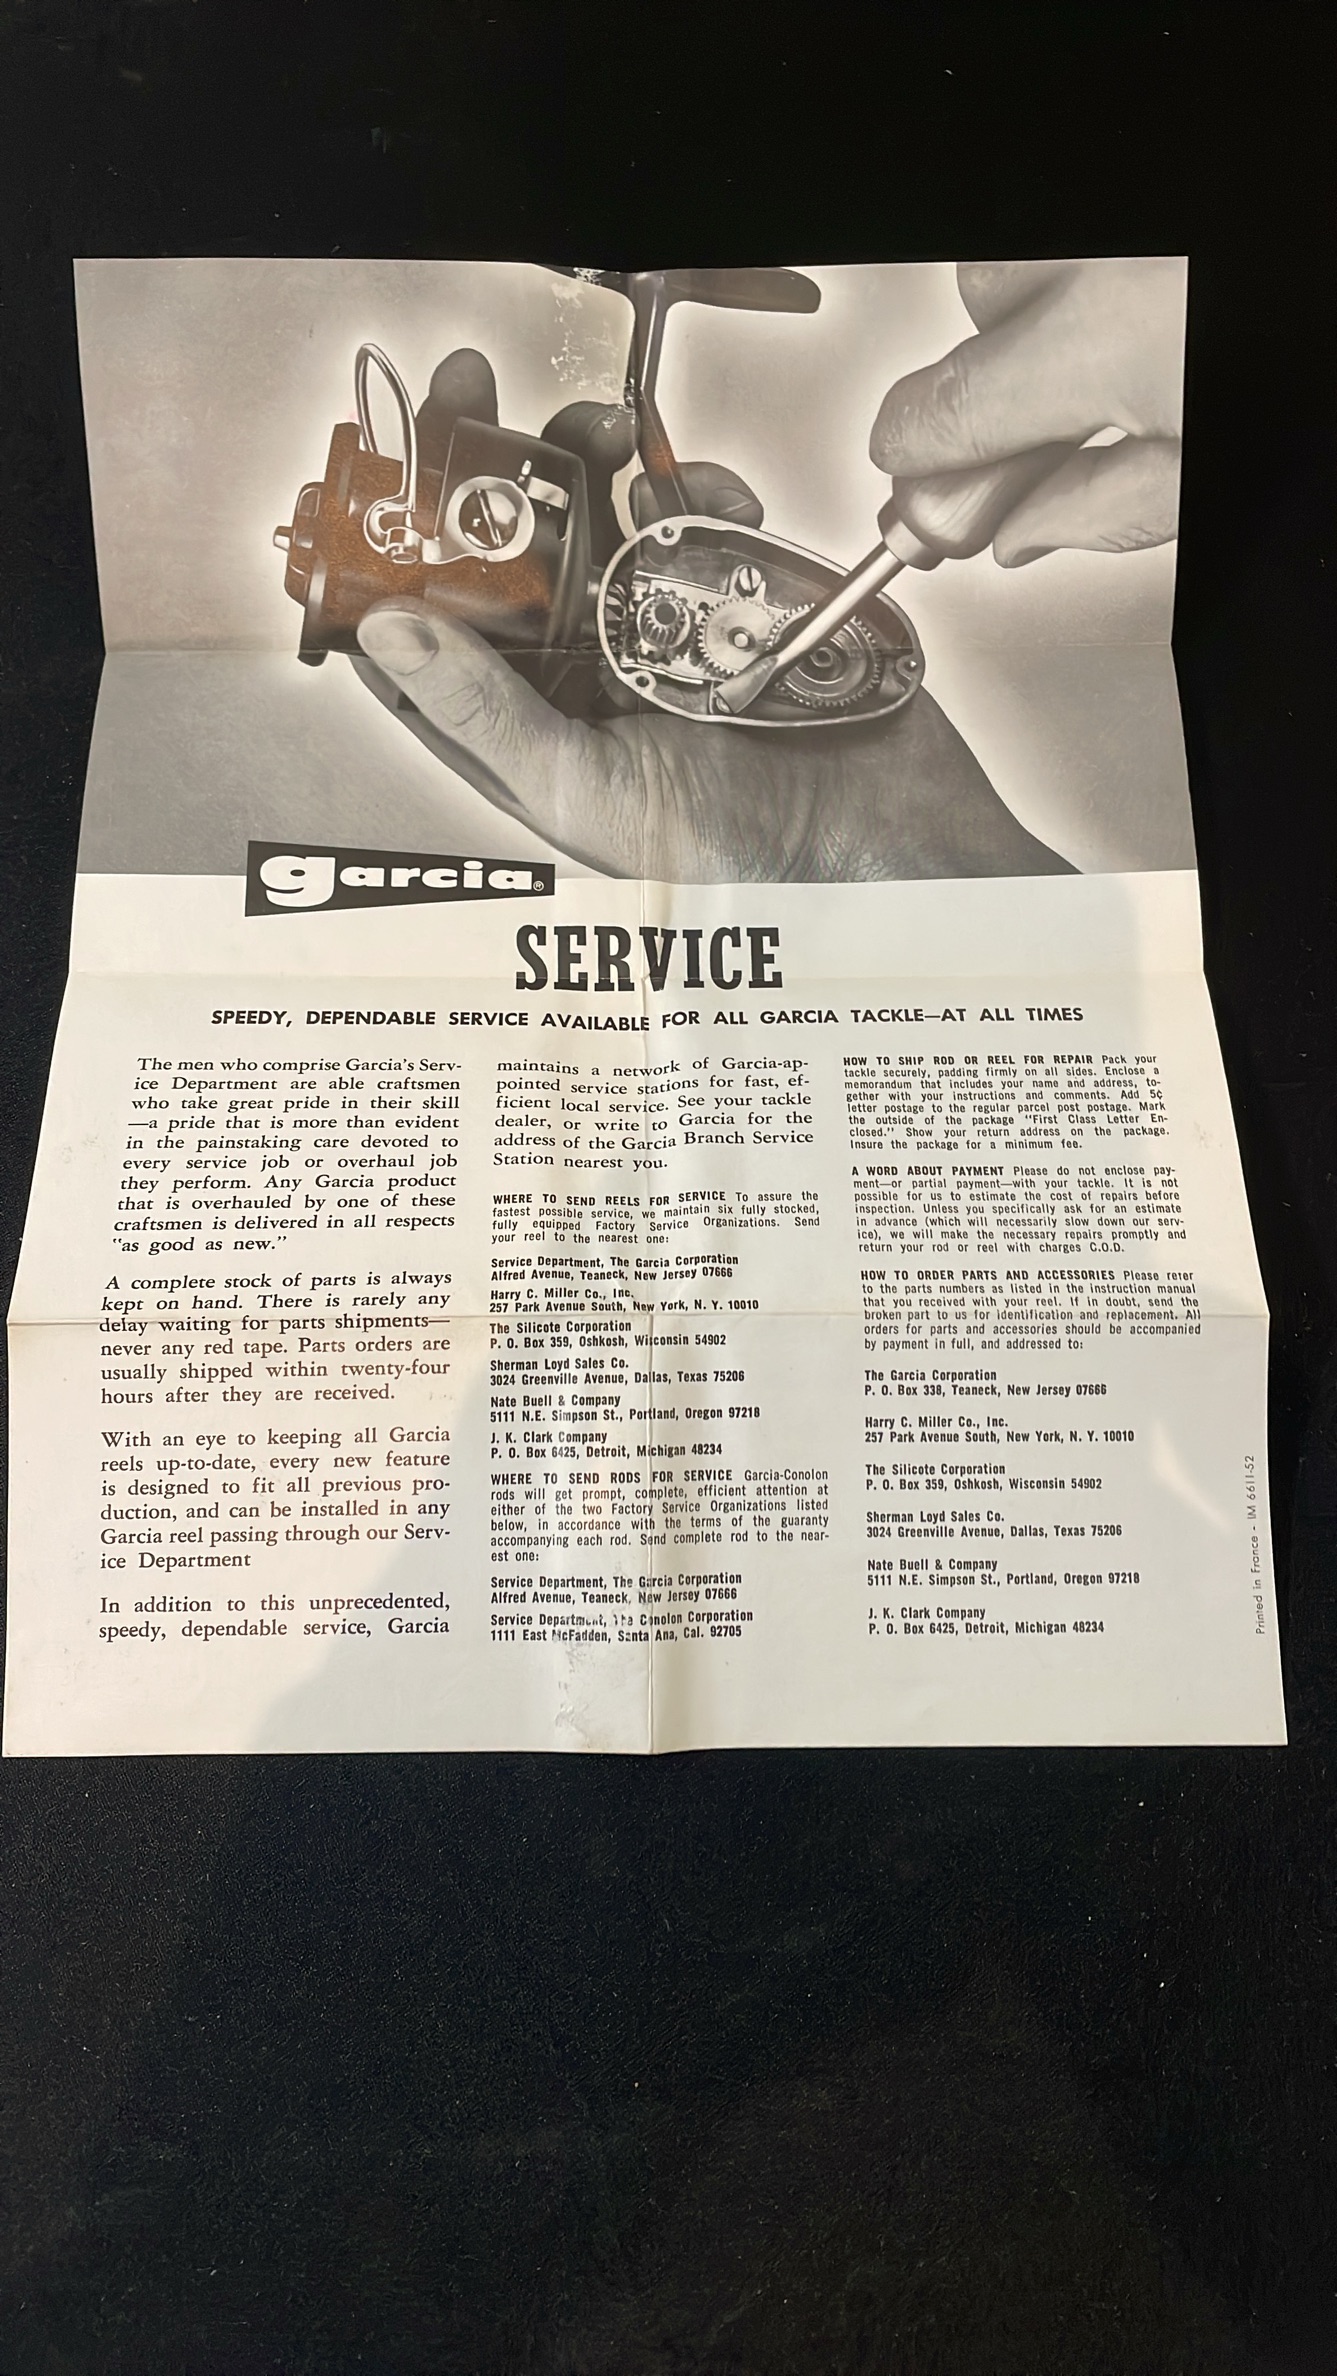 garcia®
SERVICE
SPEEDY, DEPENDABLE SERVICE AVAILABLE FOR ALL GARCIA TACKLE—AT ALL TIMES
The men who comprise Garcia's Serv-
ice Department are able craftsmen
who take great pride in their skill
—a pride that is more than evident
in the painstaking care devoted to
every service job or overhaul job
they perform. Any Garcia product
that is overhauled by one of these
craftsmen is delivered in all respects
"as good as new."
A complete stock of parts is always
kept on hand. There is rarely any
delay waiting for parts shipments—
never any red tape. Parts orders are
usually shipped within twenty-four
hours after they are received.
With an eye to keeping all Garcia
reels up-to-date, every new feature
is designed to fit all previous pro-
duction, and can be installed in any
Garcia reel passing through our Serv-
ice Department
In addition to this unprecedented,
speedy, dependable service, Garcia
maintains a network of Garcia-ap-
pointed service stations for fast, ef-
ficient local service. See your tackle
dealer, or write to Garcia for the
address of the Garcia Branch Service
Station nearest you.
WHERE TO SEND REELS FOR SERVICE To assure the
fastest possible service, we maintain six fully stocked,
fully equipped Factory Service Organizations. Send
your reel to the nearest one:
Service Department, The Garcia Corporation
Alfred Avenue, Teaneck, New Jersey 07666
Harry C. Miller Co., Inc.
257 Park Avenue South, New York, N. Y. 10010
The Silicote Corporation
P. O. Box 359, Oshkosh, Wisconsin 54902
Sherman Loyd Sales Co.
3024 Greenville Avenue, Dallas, Texas 75206
Nate Buell & Company
5111 N.E. Simpson St., Portland, Oregon 97218
J. K. Clark Company
P. O. Box 6425, Detroit, Michigan 48234
WHERE TO SEND RODS FOR SERVICE Garcia-Conolon
rods will get prompt, complete, efficient attention at
either of the two Factory Service Organizations listed
below, in accordance with the terms of the guaranty
accompanying each rod. Send complete rod to the near-
est one:
Service Department, The Garcia Corporation
Alfred Avenue, Teaneck, New Jersey 07666
Service Department, The Conolon Corporation
1111 East McFadden, Santa Ana, Cal. 92705
HOW TO SHIP ROD OR REEL FOR REPAIR Pack your
tackle securely, padding firmly on all sides. Enclose a
memorandum that includes your name and address, to-
gether with your instructions and comments. Add 5¢
letter postage to the regular parcel post postage. Mark
the outside of the package "First Class Letter En-
closed." Show your return address on the package.
Insure the package for a minimum fee.
A WORD ABOUT PAYMENT Please do not enclose pay-
ment—or partial payment—with your tackle. It is not
possible for us to estimate the cost of repairs before
inspection. Unless you specifically ask for an estimate
in advance (which will necessarily slow down our serv-
ice), we will make the necessary repairs promptly and
return your rod or reel with charges C.O.D.
HOW TO ORDER PARTS AND ACCESSORIES Please refer
to the parts numbers as listed in the instruction manual
that you received with your reel. If in doubt, send the
broken part to us for identification and replacement. All
orders for parts and accessories should be accompanied
by payment in full, and addressed to:
The Garcia Corporation
P. O. Box 338, Teaneck, New Jersey 07666
Harry C. Miller Co., Inc.
257 Park Avenue South, New York, N. Y. 10010
The Silicote Corporation
P. O. Box 359, Oshkosh, Wisconsin 54902
Sherman Loyd Sales Co.
3024 Greenville Avenue, Dallas, Texas 75206
Nate Buell & Company
5111 N.E. Simpson St., Portland, Oregon 97218
J. K. Clark Company
P. O. Box 6425, Detroit, Michigan 48234
Printed in France - IM 6611-52